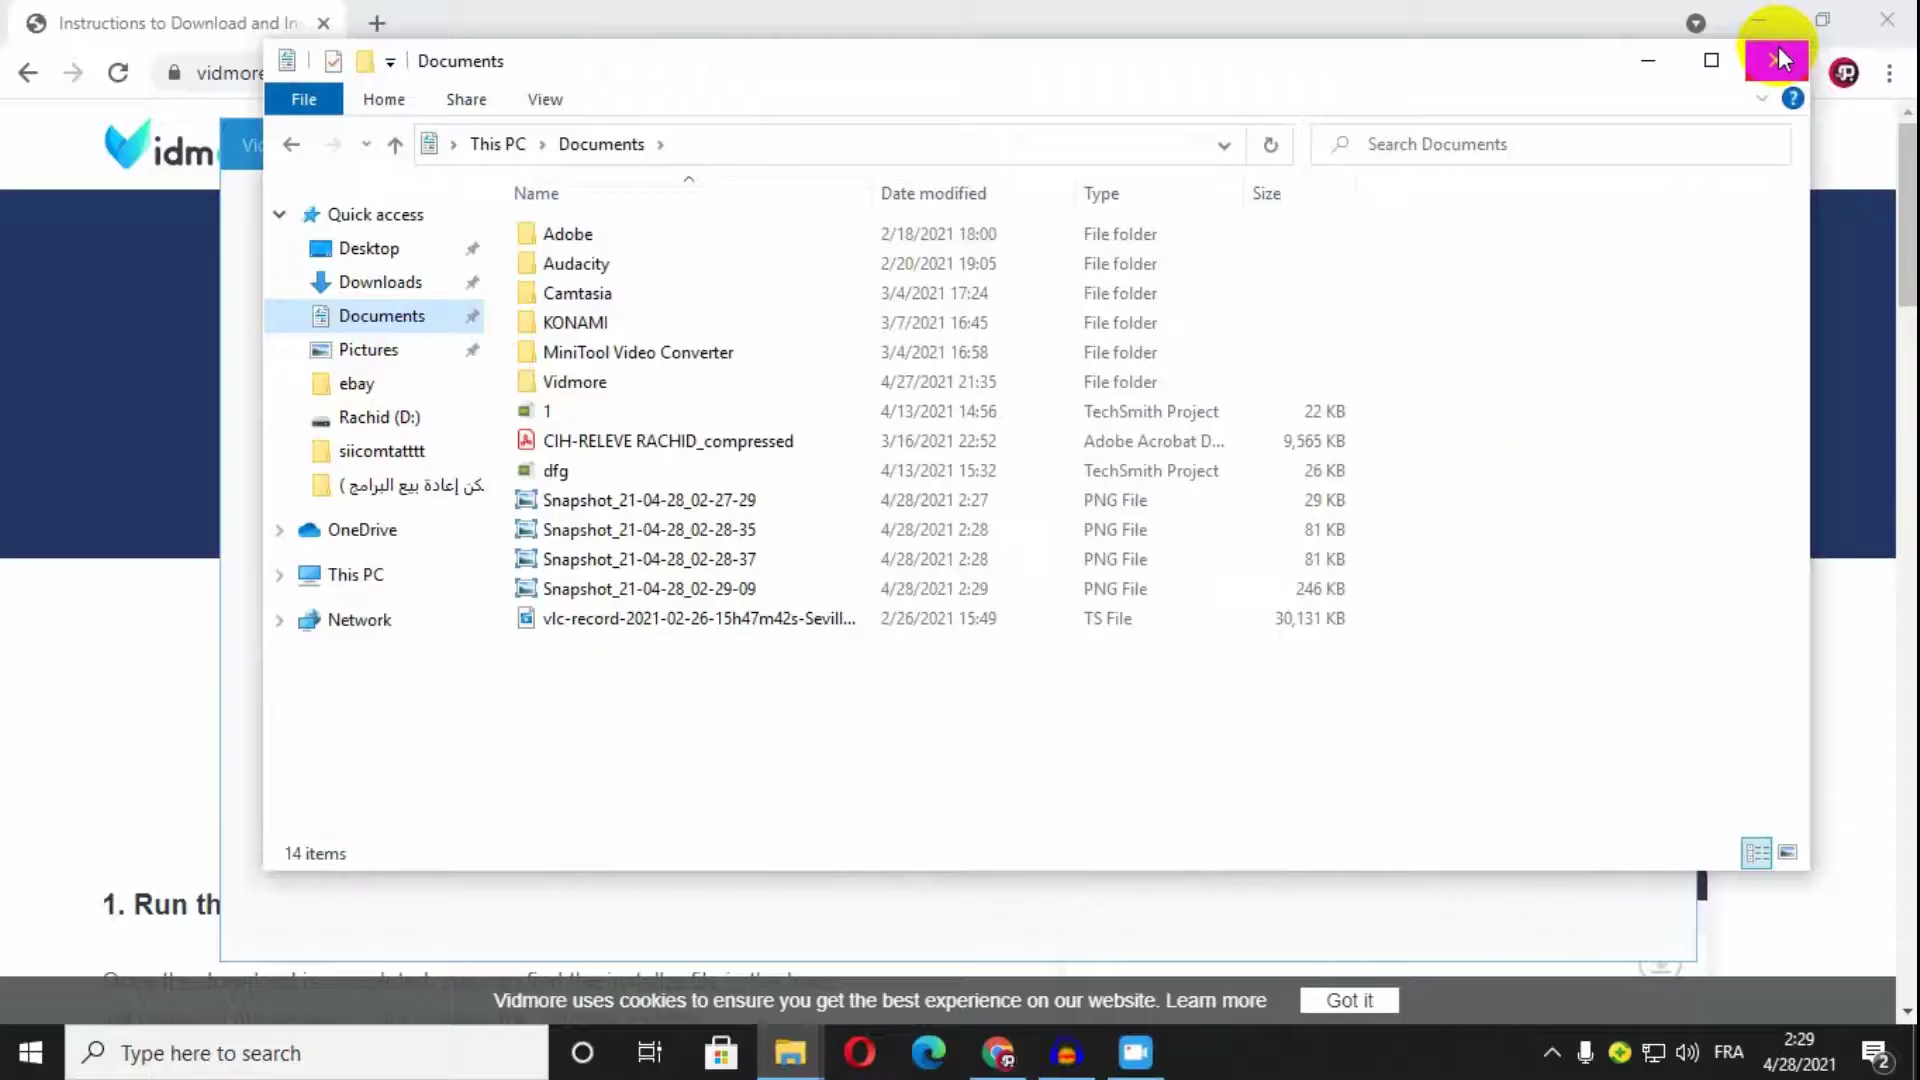 Instructions to Download and In
vidmore
Documents
File Home Share View
idm
Vi
This PC > Documents >
Search Documents
Name Date modified Type Size
Quick access
Desktop
Downloads
Documents
Pictures
ebay
Rachid (D:)
siicomtatttt
كن إعادة بيع البرامج )
OneDrive
This PC
Network
Adobe 2/18/2021 18:00 File folder
Audacity 2/20/2021 19:05 File folder
Camtasia 3/4/2021 17:24 File folder
KONAMI 3/7/2021 16:45 File folder
MiniTool Video Converter 3/4/2021 16:58 File folder
Vidmore 4/27/2021 21:35 File folder
1 4/13/2021 14:56 TechSmith Project 22 KB
CIH-RELEVE RACHID_compressed 3/16/2021 22:52 Adobe Acrobat D... 9,565 KB
dfg 4/13/2021 15:32 TechSmith Project 26 KB
Snapshot_21-04-28_02-27-29 4/28/2021 2:27 PNG File 29 KB
Snapshot_21-04-28_02-28-35 4/28/2021 2:28 PNG File 81 KB
Snapshot_21-04-28_02-28-37 4/28/2021 2:28 PNG File 81 KB
Snapshot_21-04-28_02-29-09 4/28/2021 2:29 PNG File 246 KB
vlc-record-2021-02-26-15h47m42s-Sevill... 2/26/2021 15:49 TS File 30,131 KB
14 items
1. Run th
Vidmore uses cookies to ensure you get the best experience on our website. Learn more
Got it
Type here to search
FRA
2:29
4/28/2021
2